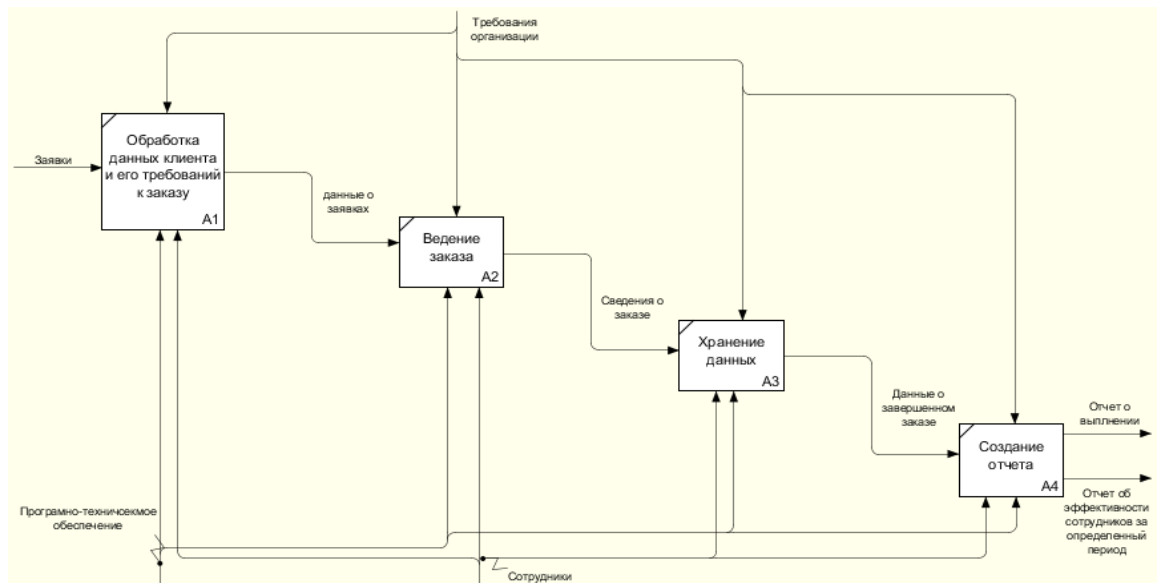 Требования
организации
Обработка
данных клиента
и его требований
к заказу
A1
Заявки
данные о
заявках
Ведение
заказа
A2
Сведения о
заказе
Хранение
данных
A3
Данные о
завершенном
заказе
Создание
отчета
A4
Отчет о
выплнении
Отчет об
эффективности
сотрудников за
определенный
период
Програмно-техничсекмое
обеспечение
Сотрудники